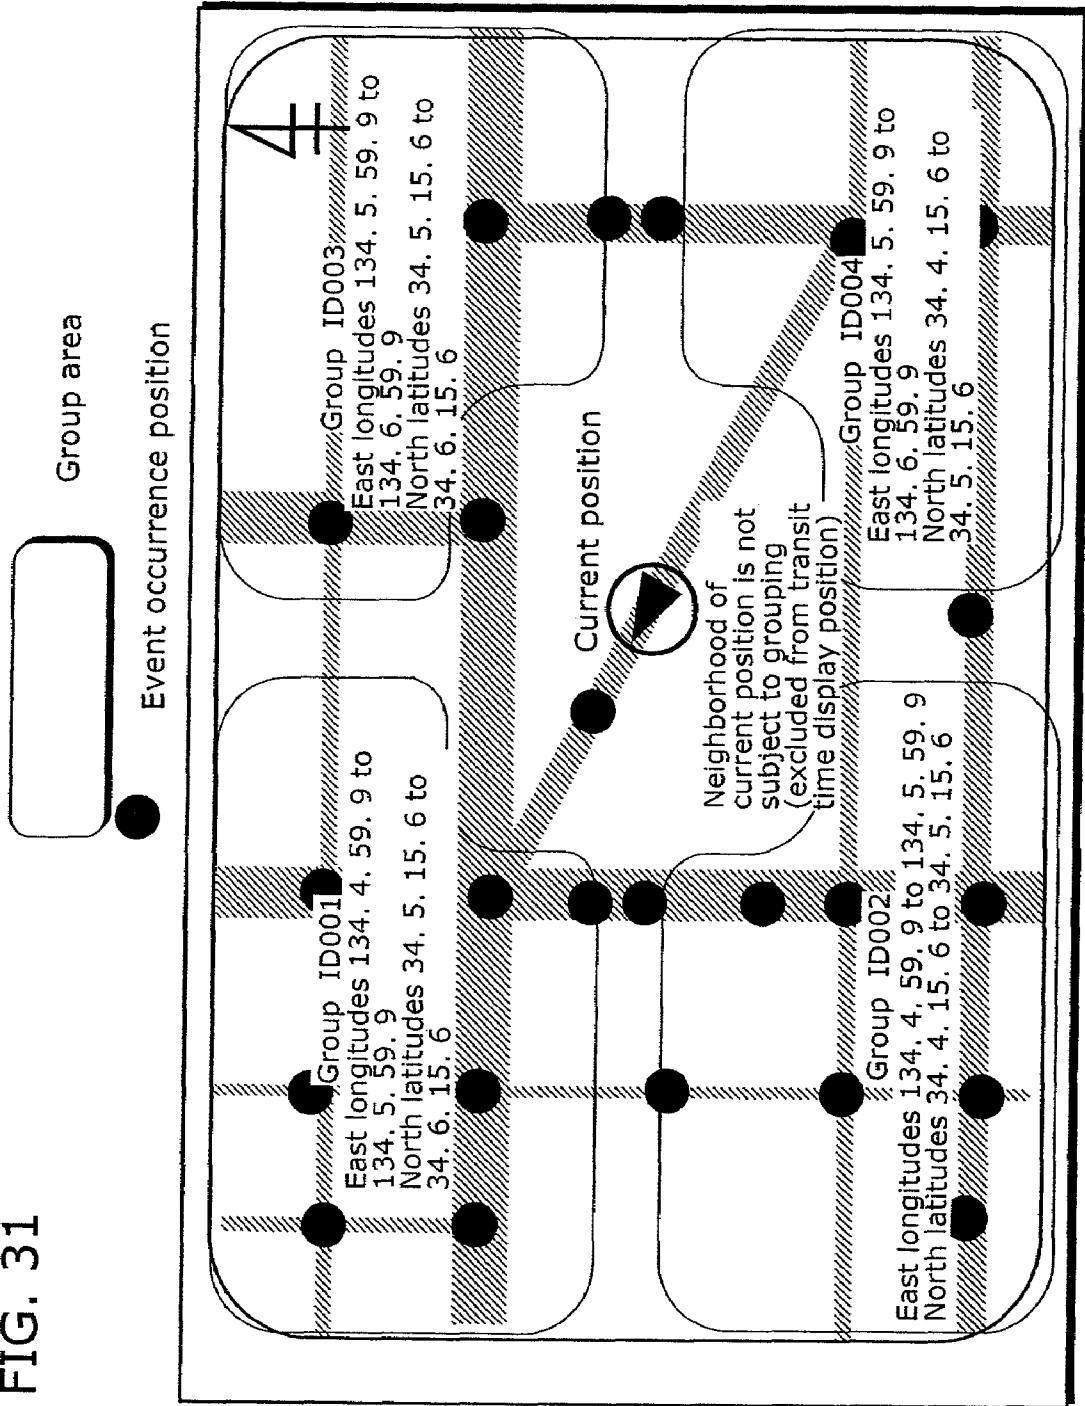 FIG. 31
Group area
Event occurrence position
Group ID001
East longitudes 134. 4. 59. 9 to
134. 5. 59. 9
North latitudes 34. 5. 15. 6 to
34. 6. 15. 6
Group ID003
East longitudes 134. 5. 59. 9 to
134. 6. 59. 9
North latitudes 34. 5. 15. 6 to
34. 6. 15. 6
Current position
Neighborhood of
current position is not
subject to grouping
(excluded from transit
time display position)
Group ID002
East longitudes 134. 4. 59. 9 to 134. 5. 59. 9
North latitudes 34. 4. 15. 6 to 34. 5. 15. 6
Group ID004
East longitudes 134. 5. 59. 9 to
134. 6. 59. 9
North latitudes 34. 4. 15. 6 to
34. 5. 15. 6